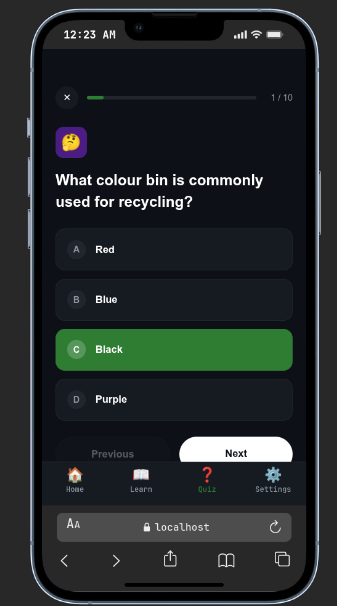 12:23 AM
1 / 10
What colour bin is commonly
used for recycling?
A Red
B Blue
C Black
D Purple
Previous Next
Home Learn Quiz Settings
AA localhost